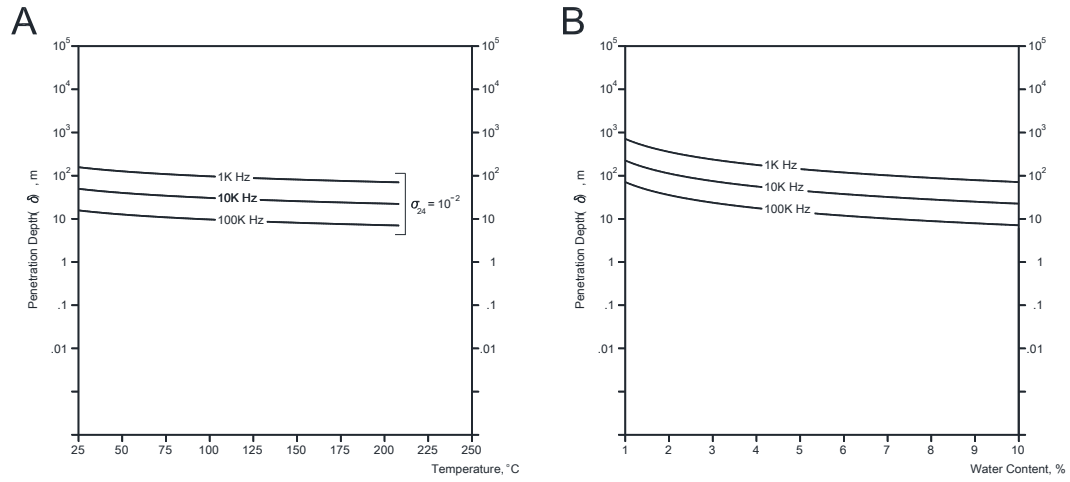 A
10⁵ 10⁵
10⁴ 10⁴
10³ 10³
10² 10²
10 10
1 1
.1 .1
.01 .01
Penetration Depth( δ) , m
1K Hz
10K Hz
100K Hz
σ₂₄ = 10⁻²
25 50 75 100 125 150 175 200 225 250
Temperature, °C
B
10⁵ 10⁵
10⁴ 10⁴
10³ 10³
10² 10²
10 10
1 1
.1 .1
.01 .01
Penetration Depth( δ) , m
1K Hz
10K Hz
100K Hz
1 2 3 4 5 6 7 8 9 10
Water Content, %